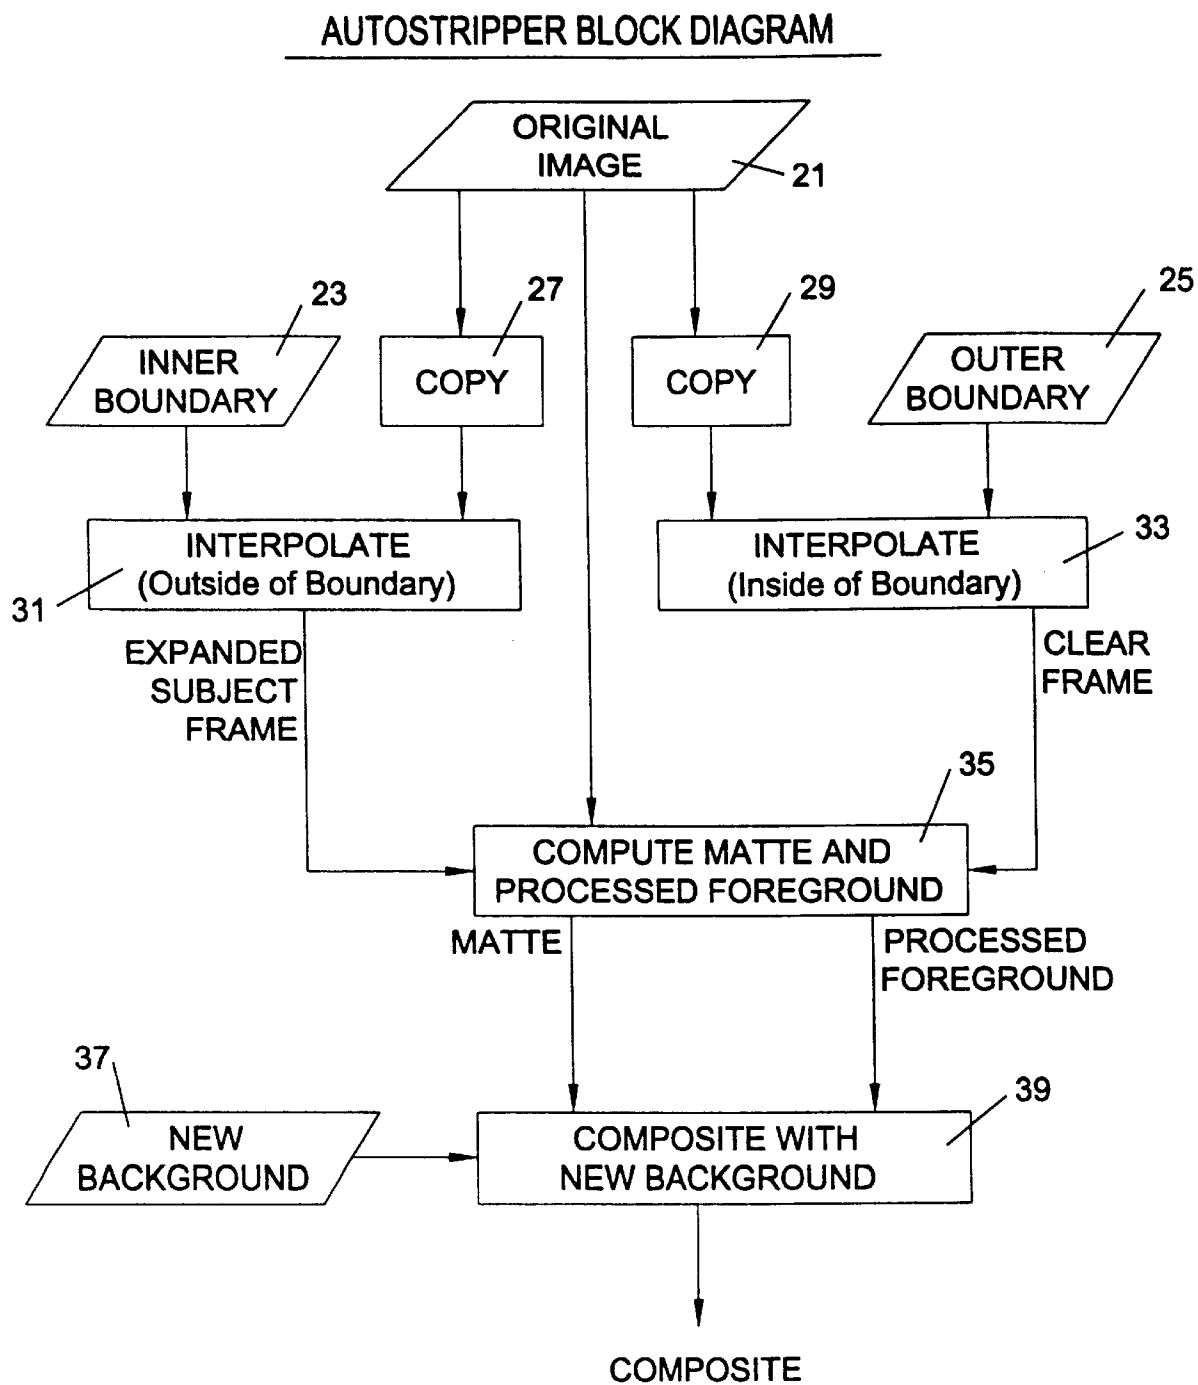 AUTOSTRIPPER BLOCK DIAGRAM
ORIGINAL
IMAGE
21
23
27
29
25
INNER
BOUNDARY
COPY
COPY
OUTER
BOUNDARY
INTERPOLATE
(Outside of Boundary)
31
INTERPOLATE
(Inside of Boundary)
33
EXPANDED
SUBJECT
FRAME
CLEAR
FRAME
35
COMPUTE MATTE AND
PROCESSED FOREGROUND
MATTE
PROCESSED
FOREGROUND
37
NEW
BACKGROUND
39
COMPOSITE WITH
NEW BACKGROUND
COMPOSITE